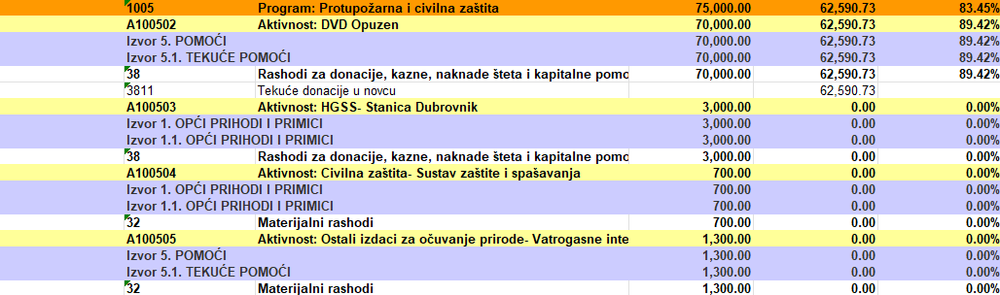 1005 Program: Protupožarna i civilna zaštita 75,000.00 62,590.73 83.45%
A100502 Aktivnost: DVD Opuzen 70,000.00 62,590.73 89.42%
Izvor 5. POMOĆI 70,000.00 62,590.73 89.42%
Izvor 5.1. TEKUĆE POMOĆI 70,000.00 62,590.73 89.42%
38 Rashodi za donacije, kazne, naknade šteta i kapitalne pomo 70,000.00 62,590.73 89.42%
3811 Tekuće donacije u novcu 62,590.73
A100503 Aktivnost: HGSS- Stanica Dubrovnik 3,000.00 0.00 0.00%
Izvor 1. OPĆI PRIHODI I PRIMICI 3,000.00 0.00 0.00%
Izvor 1.1. OPĆI PRIHODI I PRIMICI 3,000.00 0.00 0.00%
38 Rashodi za donacije, kazne, naknade šteta i kapitalne pomo 3,000.00 0.00 0.00%
A100504 Aktivnost: Civilna zaštita- Sustav zaštite i spašavanja 700.00 0.00 0.00%
Izvor 1. OPĆI PRIHODI I PRIMICI 700.00 0.00 0.00%
Izvor 1.1. OPĆI PRIHODI I PRIMICI 700.00 0.00 0.00%
32 Materijalni rashodi 700.00 0.00 0.00%
A100505 Aktivnost: Ostali izdaci za očuvanje prirode- Vatrogasne inte 1,300.00 0.00 0.00%
Izvor 5. POMOĆI 1,300.00 0.00 0.00%
Izvor 5.1. TEKUĆE POMOĆI 1,300.00 0.00 0.00%
32 Materijalni rashodi 1,300.00 0.00 0.00%